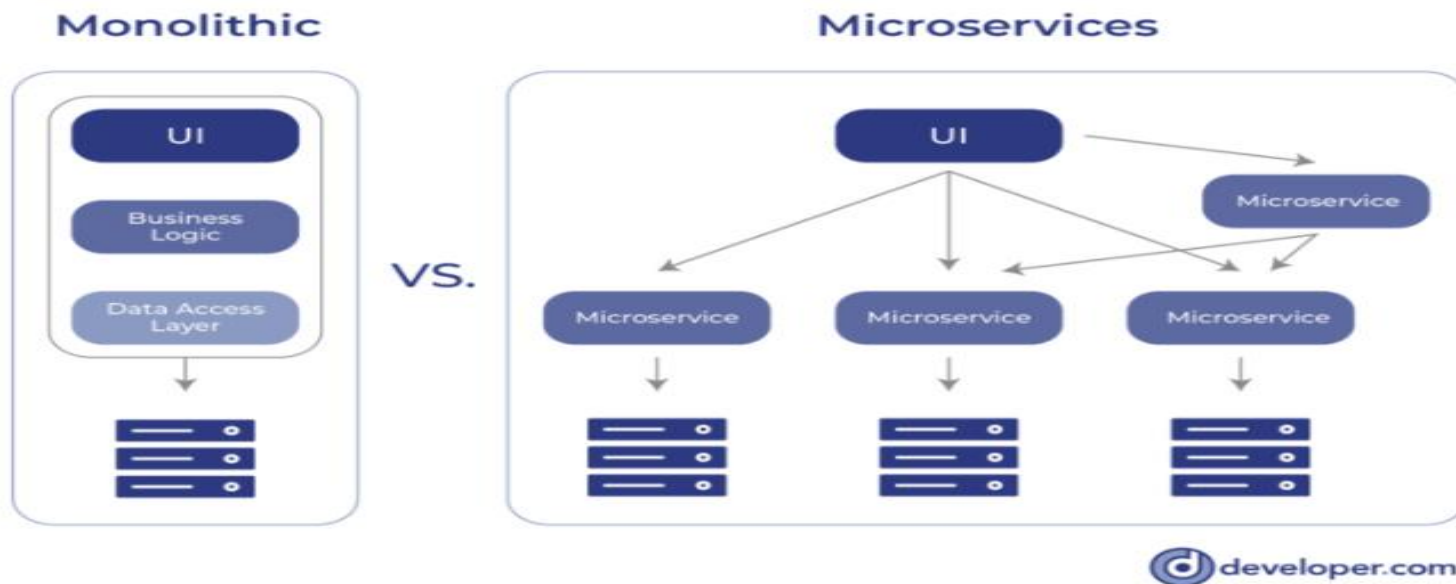 Monolithic
Microservices
UI
Business
Logic
Data Access
Layer
VS.
UI
Microservice
Microservice
Microservice
Microservice
developer.com